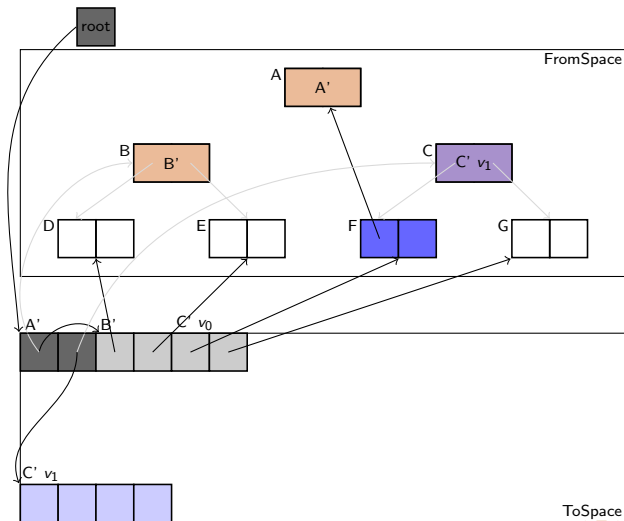 root
FromSpace
A
A'
B
B'
C
C' v₁
D
E
F
G
A'
B'
C' v₀
C' v₁
ToSpace